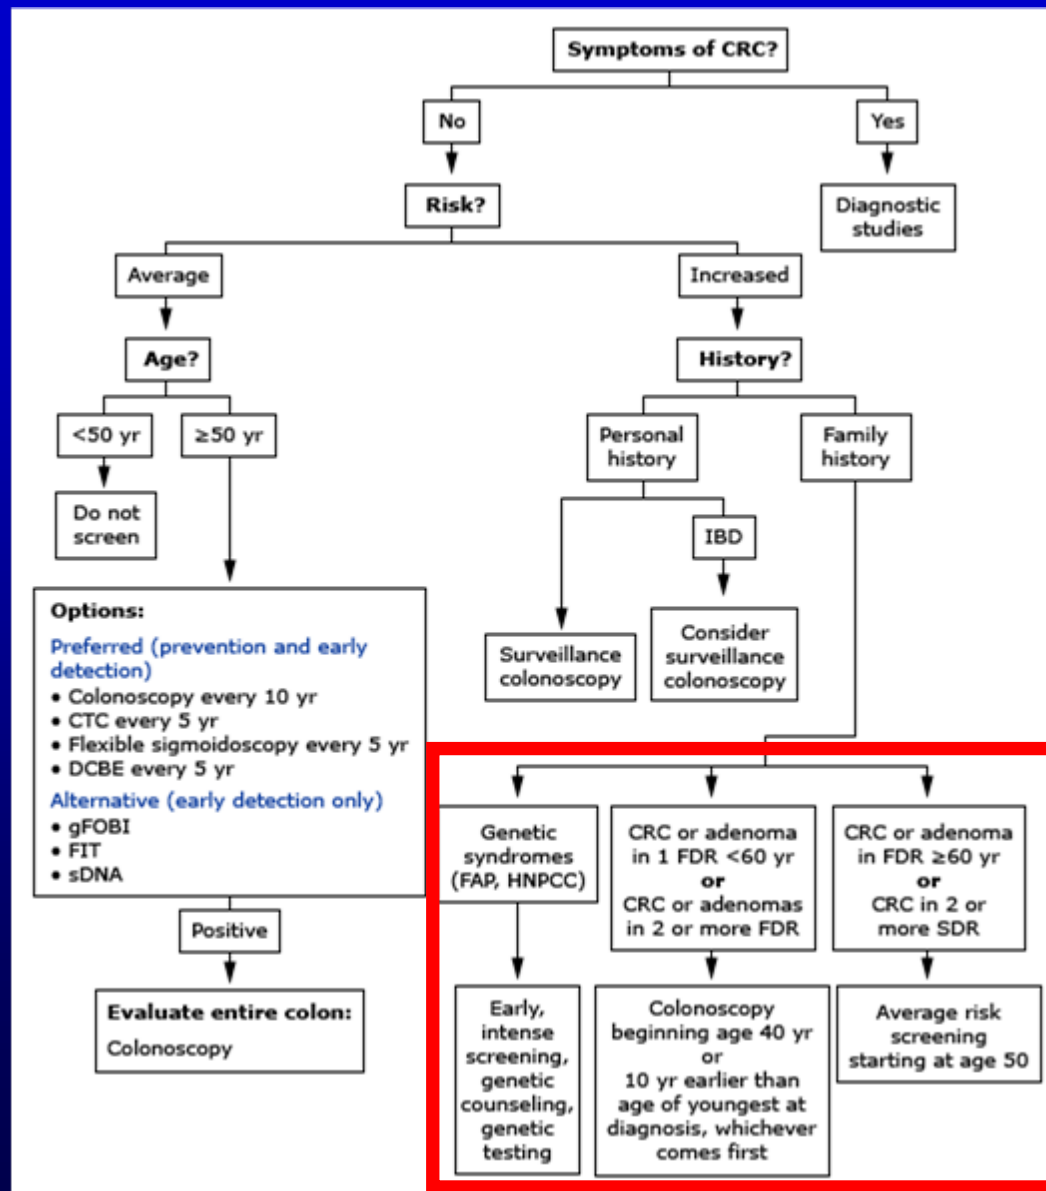 Symptoms of CRC?
No
Yes
Risk?
Diagnostic
studies
Average
Increased
Age?
History?
<50 yr
≥50 yr
Personal
history
Family
history
Do not
screen
IBD
Surveillance
colonoscopy
Consider
surveillance
colonoscopy
Options:
Preferred (prevention and early
detection)
• Colonoscopy every 10 yr
• CTC every 5 yr
• Flexible sigmoidoscopy every 5 yr
• DCBE every 5 yr
Alternative (early detection only)
• gFOBI
• FIT
• sDNA
Positive
Evaluate entire colon:
Colonoscopy
Genetic
syndromes
(FAP, HNPCC)
CRC or adenoma
in 1 FDR <60 yr
or
CRC or adenomas
in 2 or more FDR
CRC or adenoma
in FDR ≥60 yr
or
CRC in 2 or
more SDR
Early,
intense
screening,
genetic
counseling,
genetic
testing
Colonoscopy
beginning age 40 yr
or
10 yr earlier than
age of youngest at
diagnosis, whichever
comes first
Average risk
screening
starting at age 50